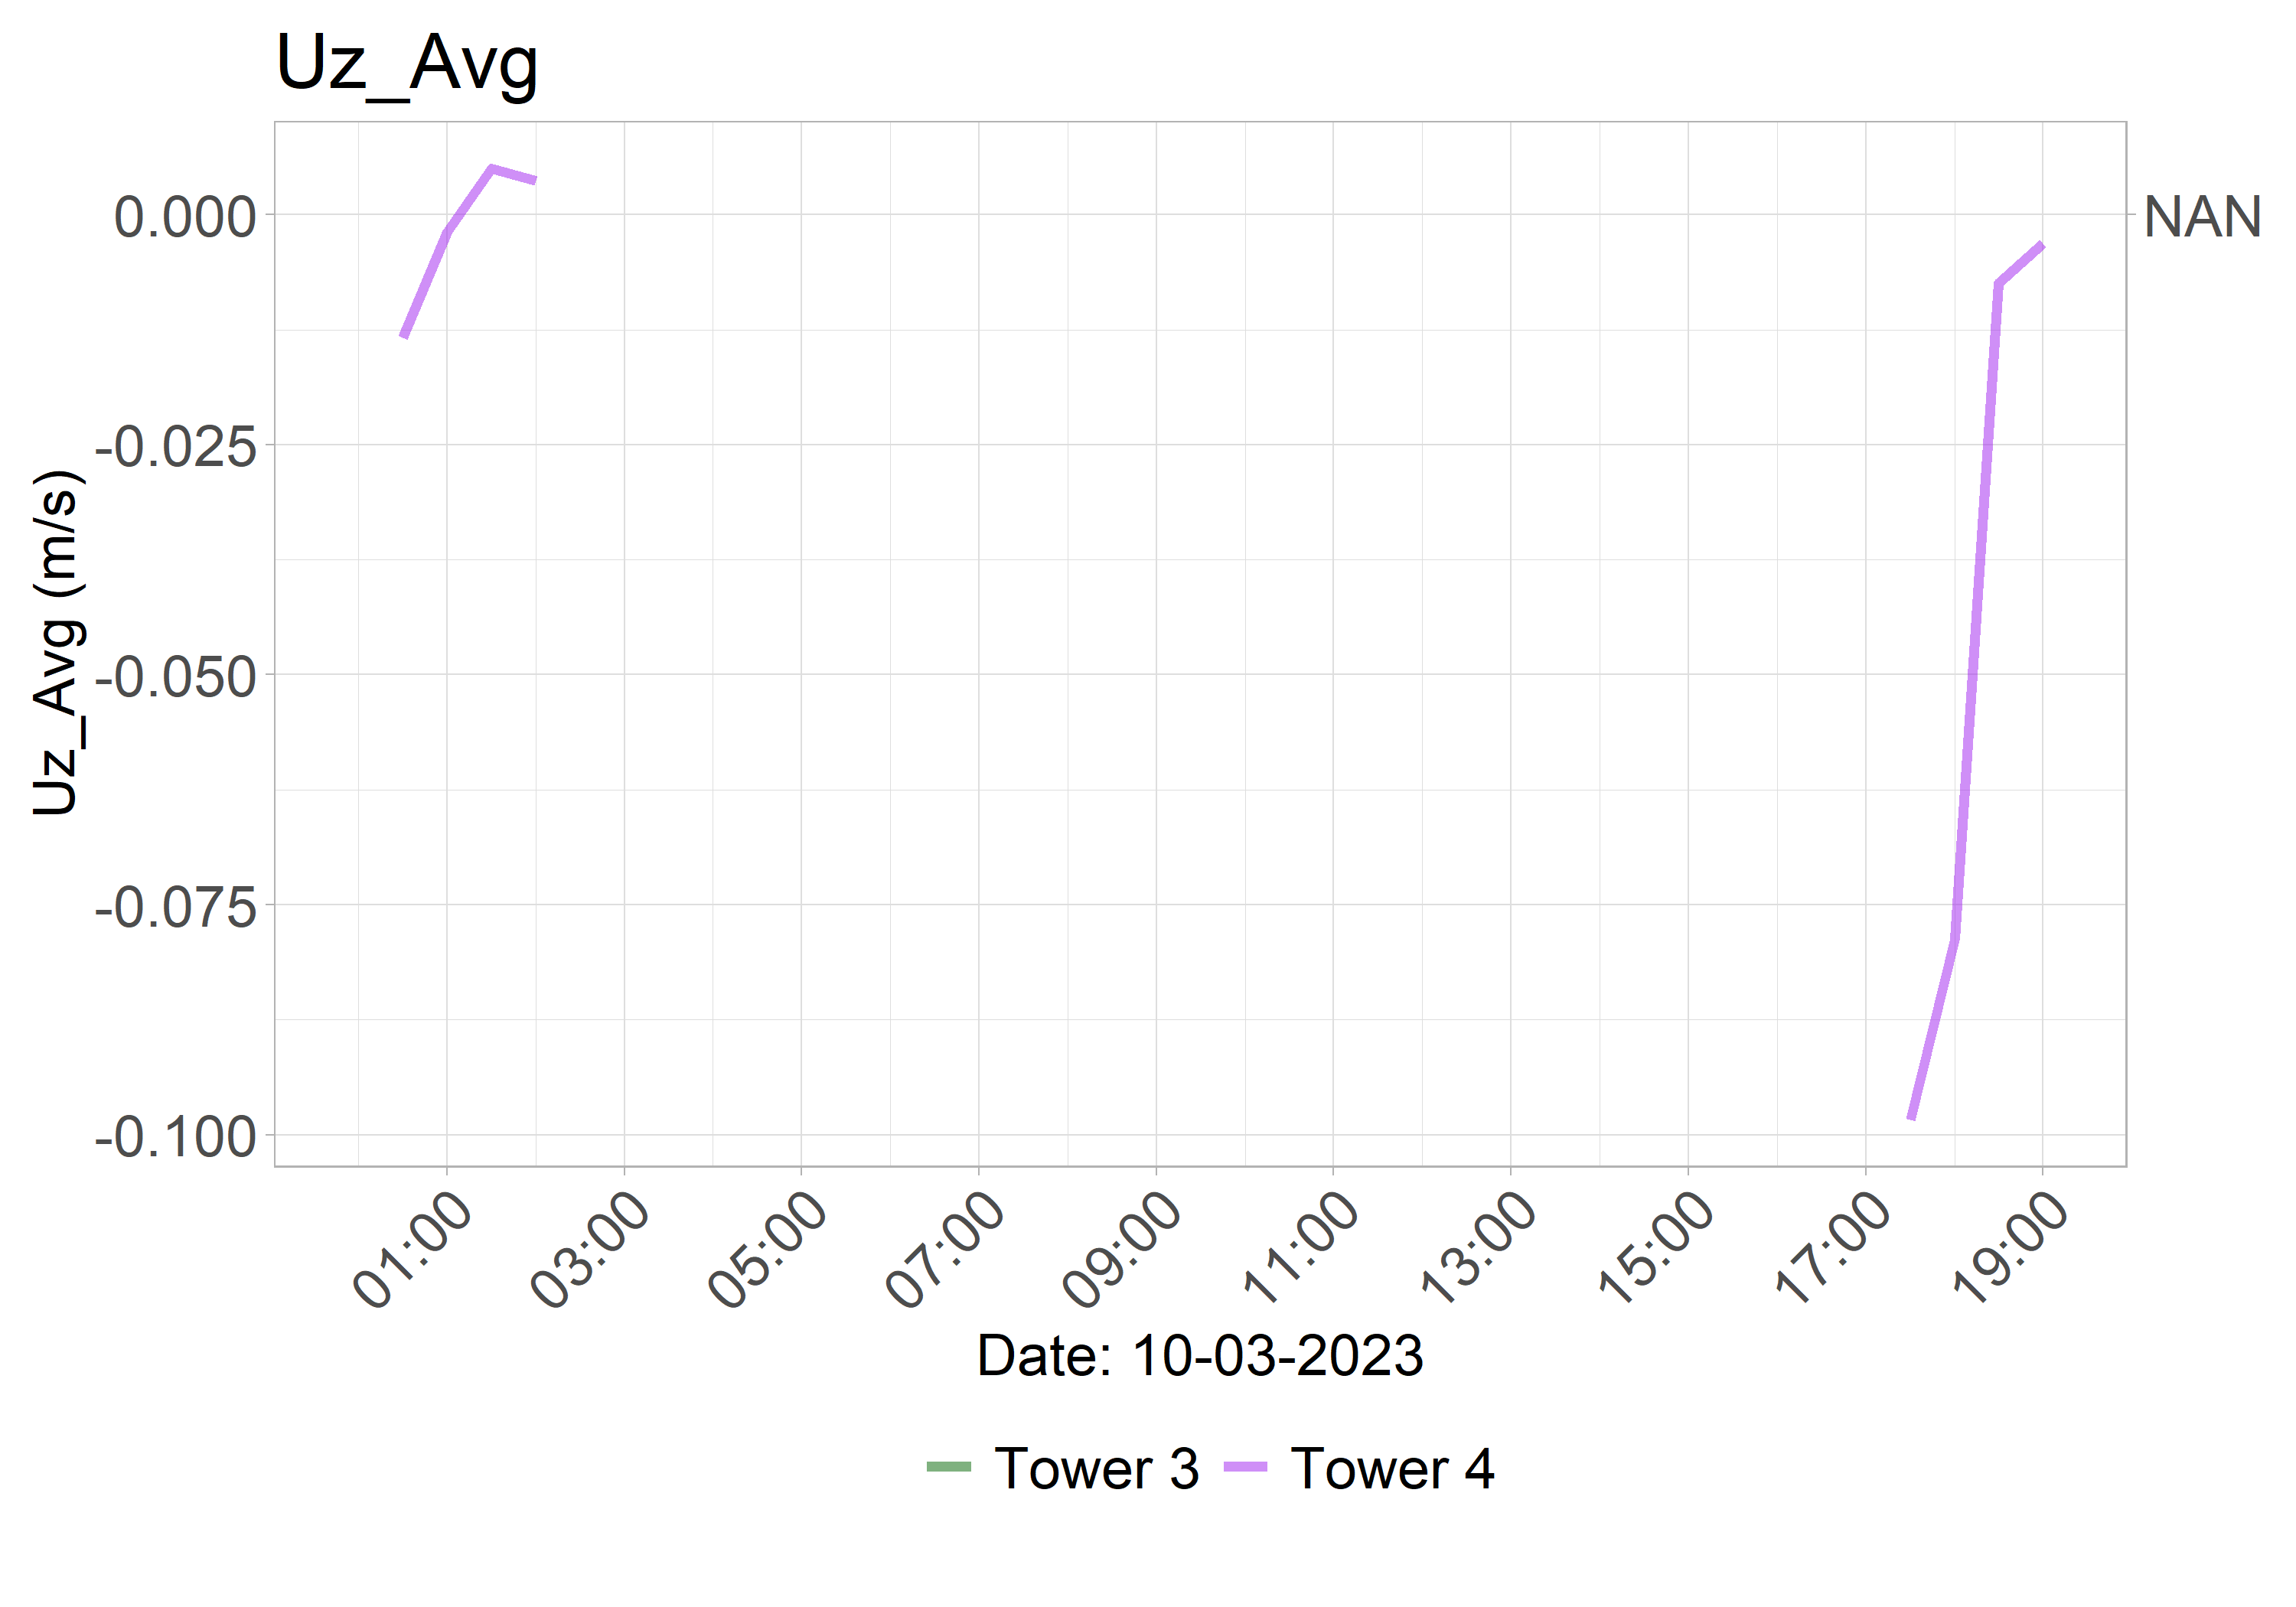 Uz_Avg
Uz_Avg (m/s)
0.000
-0.025
-0.050
-0.075
-0.100
NAN
01:00 03:00 05:00 07:00 09:00 11:00 13:00 15:00 17:00 19:00
Date: 10-03-2023
Tower 3 Tower 4